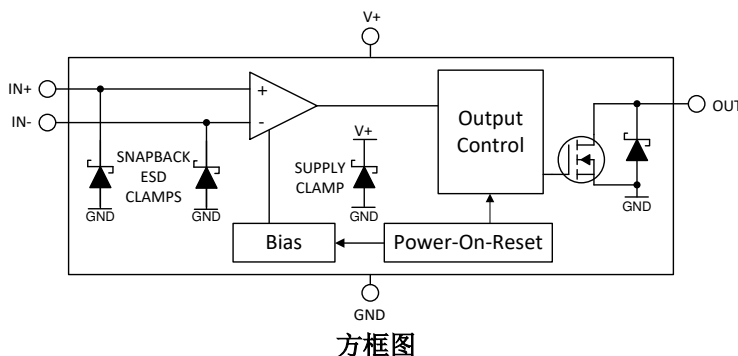 V+
IN+
IN-
+
-
SNAPBACK
ESD
CLAMPS
GND
GND
V+
SUPPLY
CLAMP
GND
Output
Control
OUT
GND
Bias
Power-On-Reset
GND
方框图